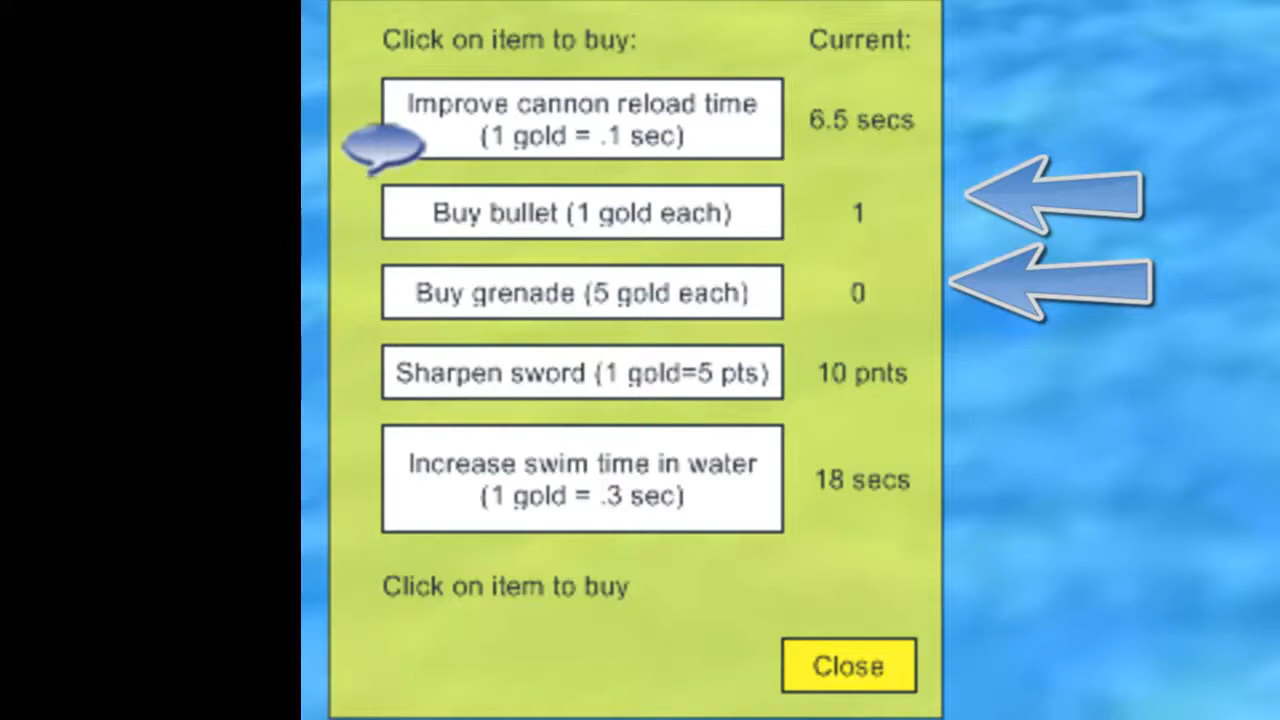 Click on item to buy: Current:
Improve cannon reload time
(1 gold = .1 sec) 6.5 secs
Buy bullet (1 gold each) 1
Buy grenade (5 gold each) 0
Sharpen sword (1 gold=5 pts) 10 pnts
Increase swim time in water
(1 gold = .3 sec) 18 secs
Click on item to buy
Close